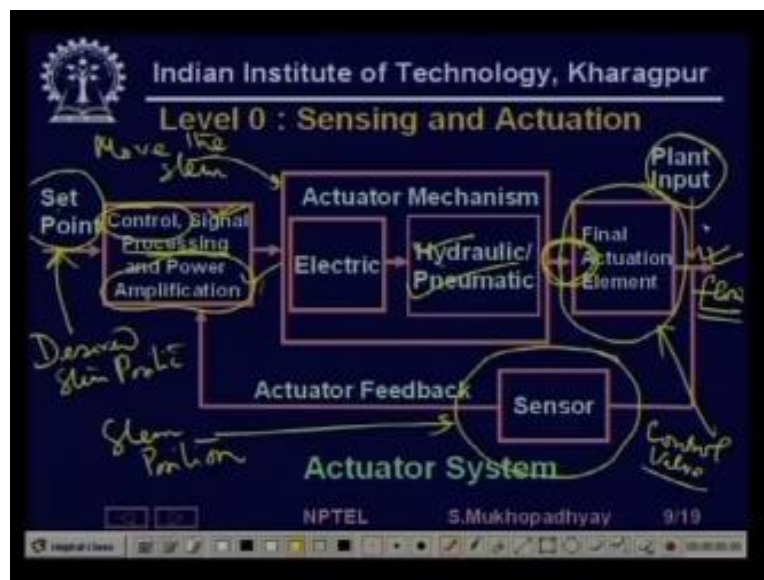 Indian Institute of Technology, Kharagpur
Level 0 : Sensing and Actuation
Move the
stem
Plant
Input
Set
Point
Control, Signal
Processing
and Power
Amplification
Actuator Mechanism
Electric
Hydraulic/
Pneumatic
Final
Actuation
Element
Desired
Stem
Actuator Feedback
Sensor
Stem
Position
Control
Valve
Actuator System
NPTEL
S.Mukhopadhyay
9/19